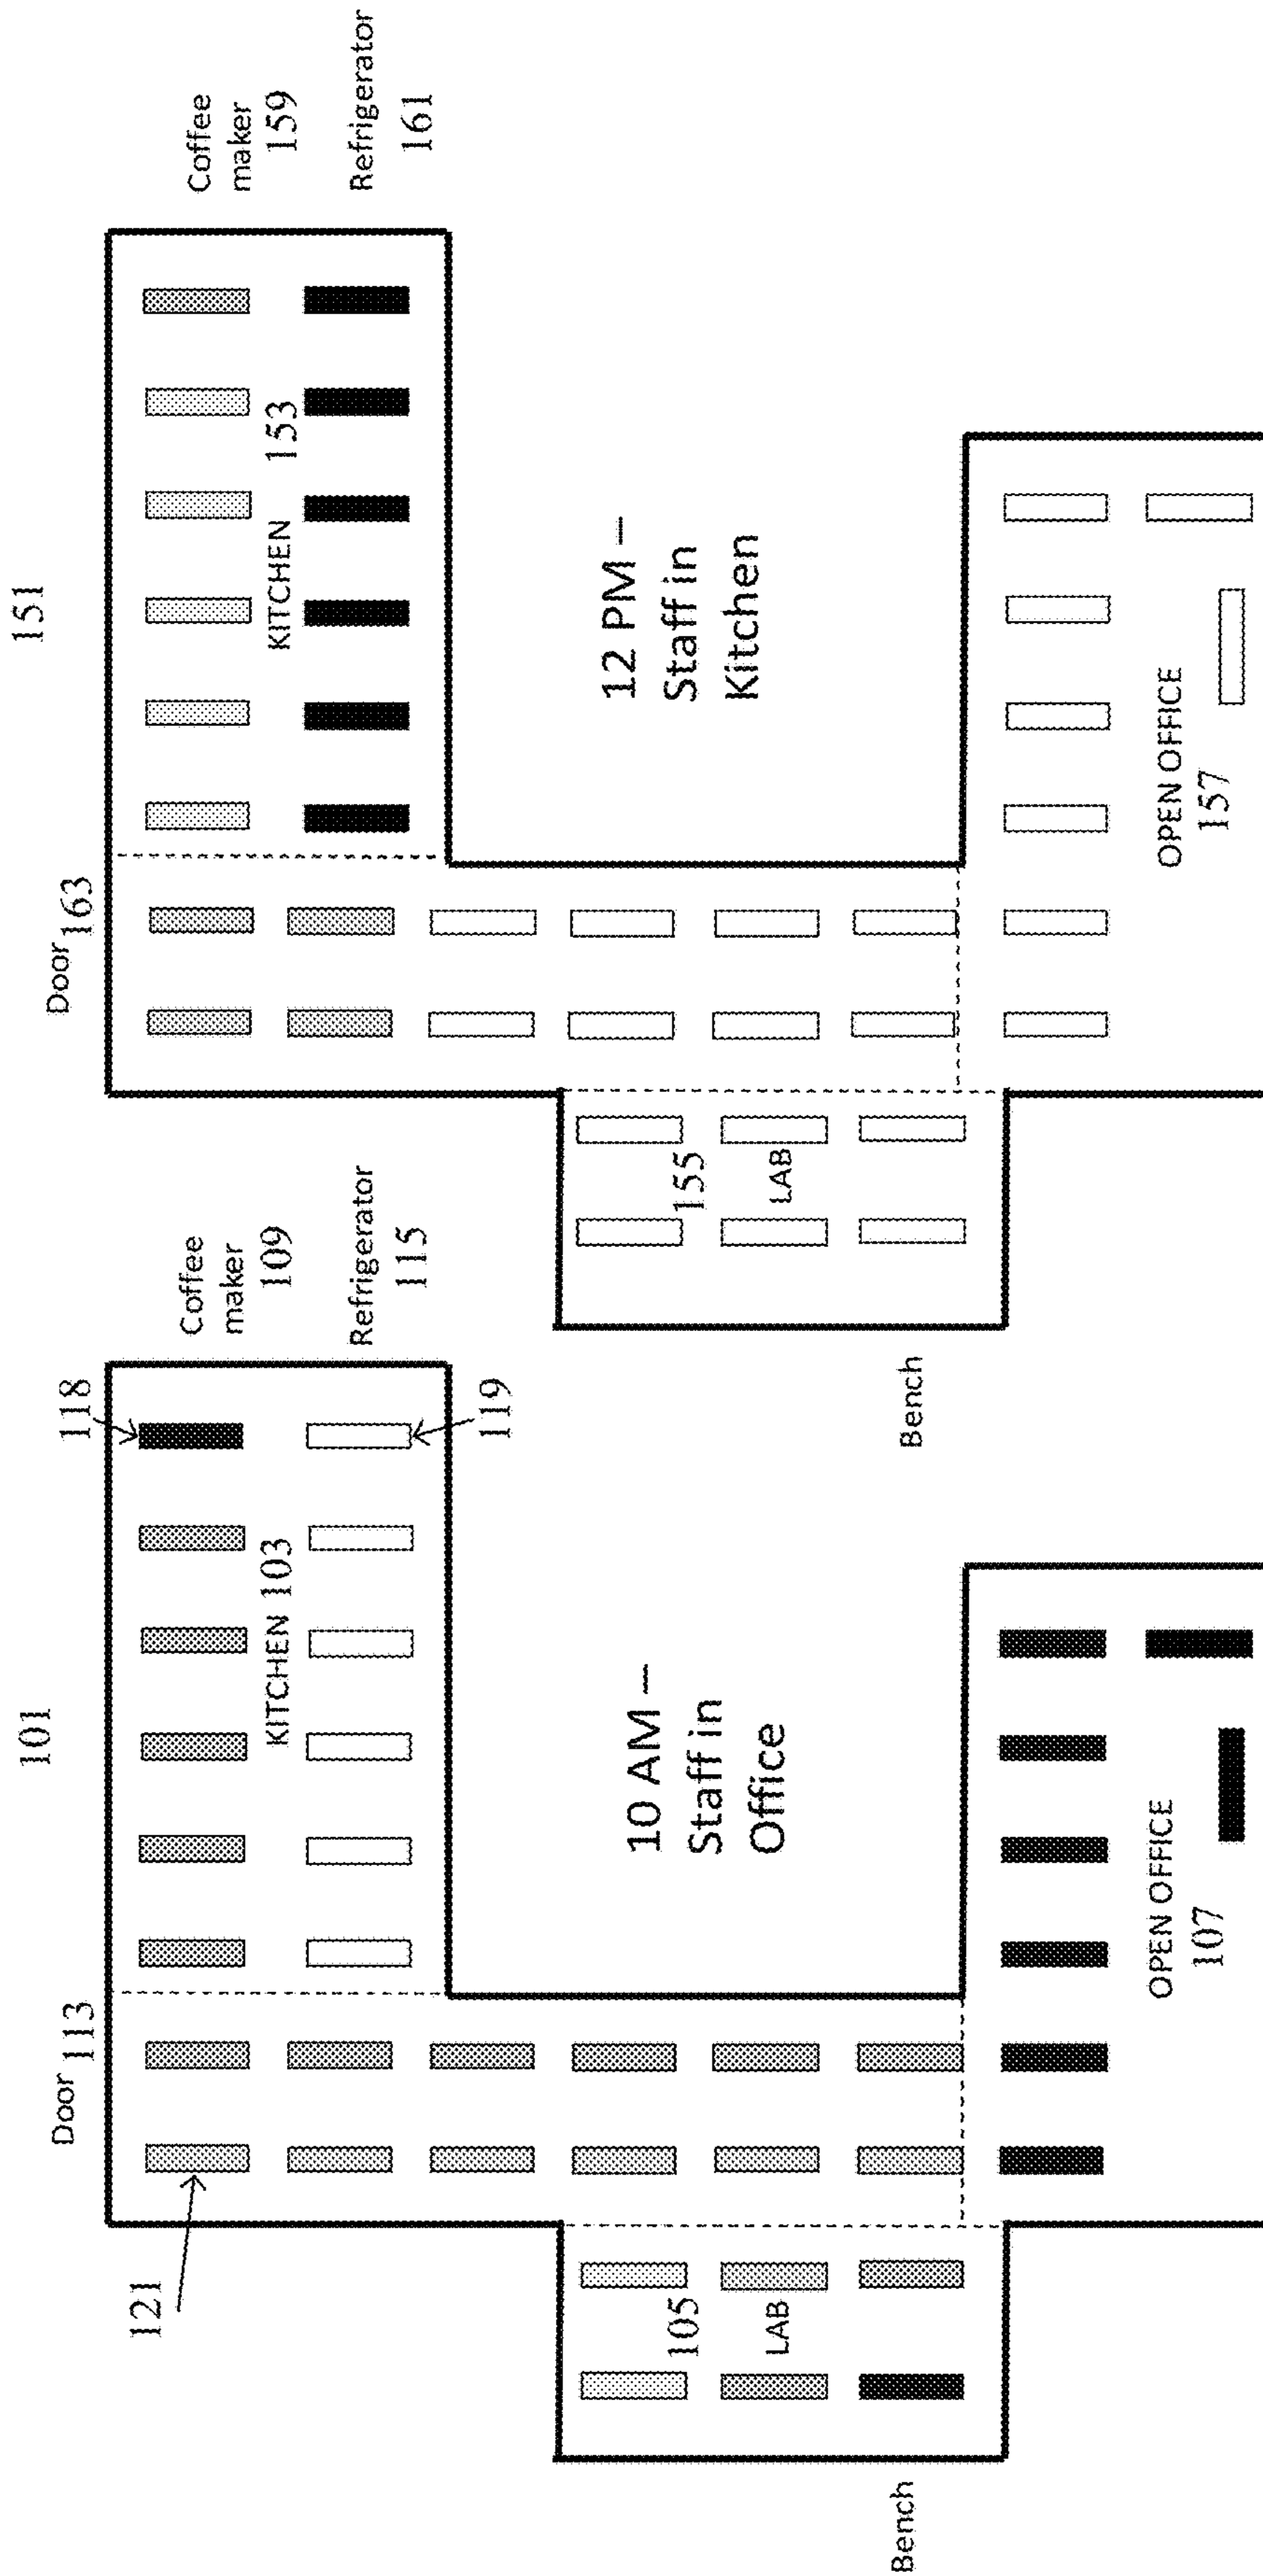 101
Door 113
121
118
Coffee
maker
109
KITCHEN 103
Refrigerator
115
119
10 AM –
Staff in
Office
105
LAB
Bench
OPEN OFFICE
107
151
Door 163
Coffee
maker
159
KITCHEN 153
Refrigerator
161
12 PM –
Staff in
Kitchen
155
LAB
Bench
OPEN OFFICE
157